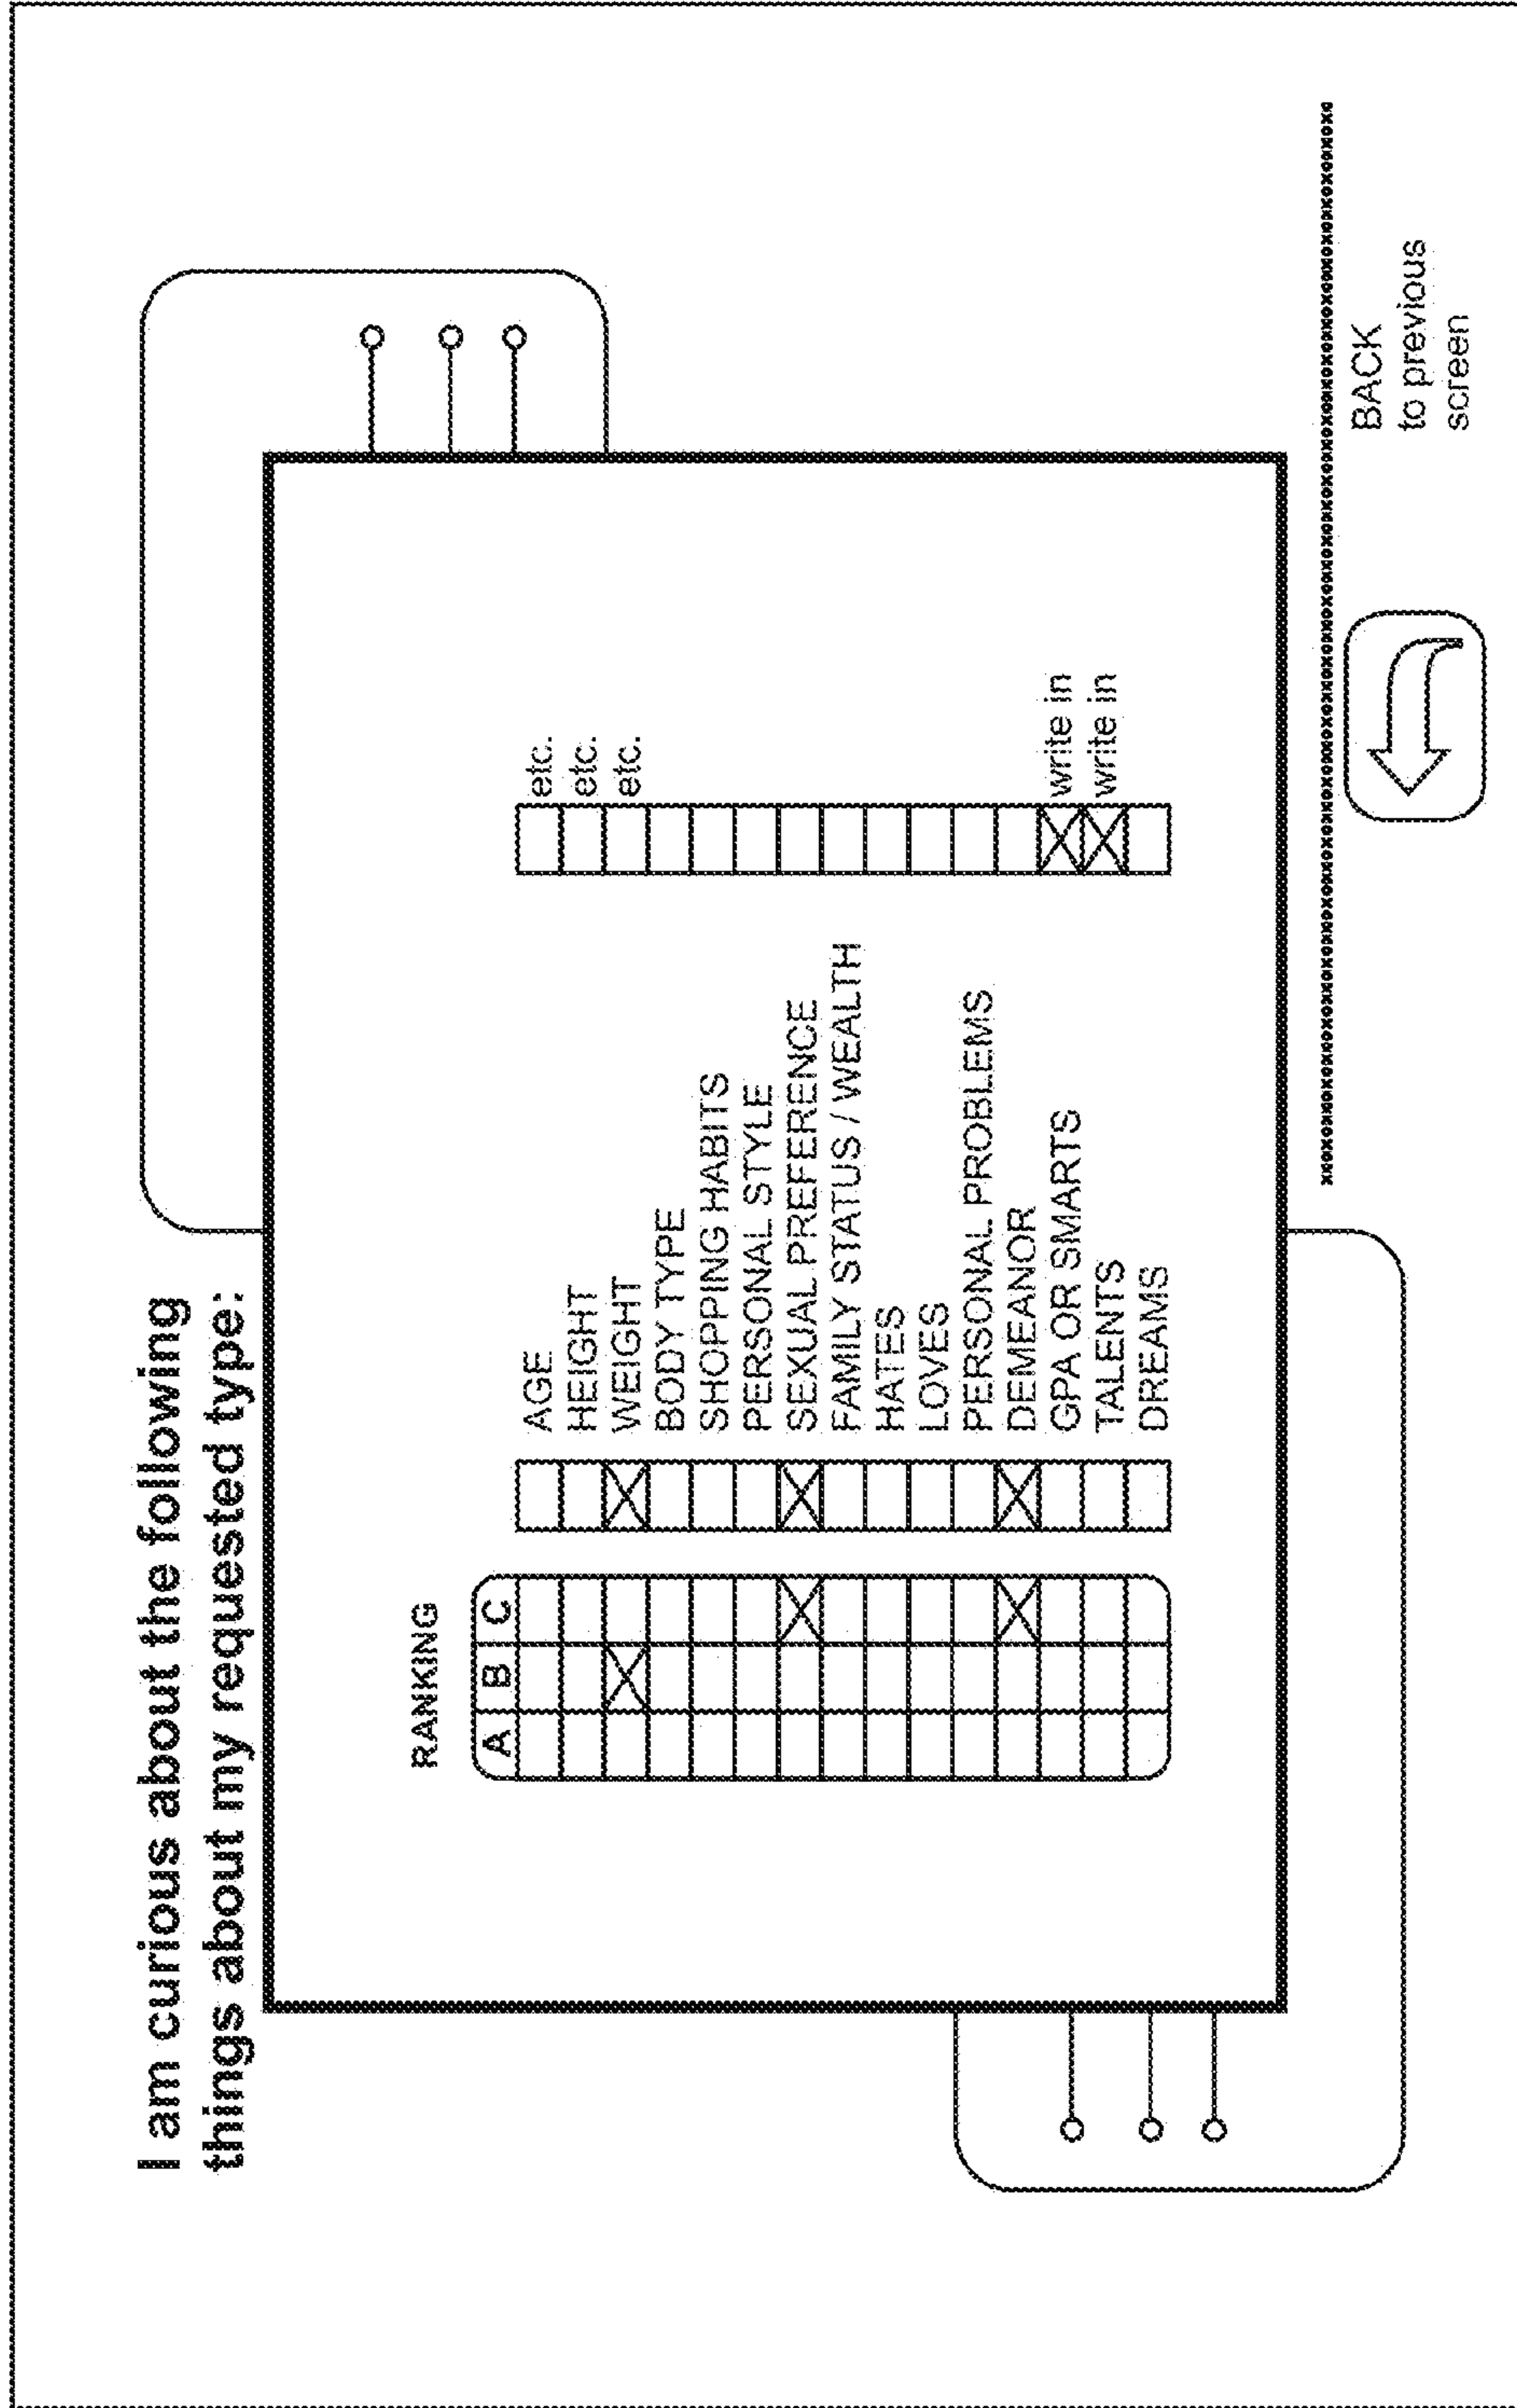 I am curious about the following
things about my requested type:
RANKING
A B C
AGE etc.
HEIGHT etc.
WEIGHT etc.
BODY TYPE
SHOPPING HABITS
PERSONAL STYLE
SEXUAL PREFERENCE
FAMILY STATUS / WEALTH
HATES
LOVES
PERSONAL PROBLEMS
DEMEANOR
GPA OR SMARTS write in
TALENTS write in
DREAMS
BACK
to previous
screen